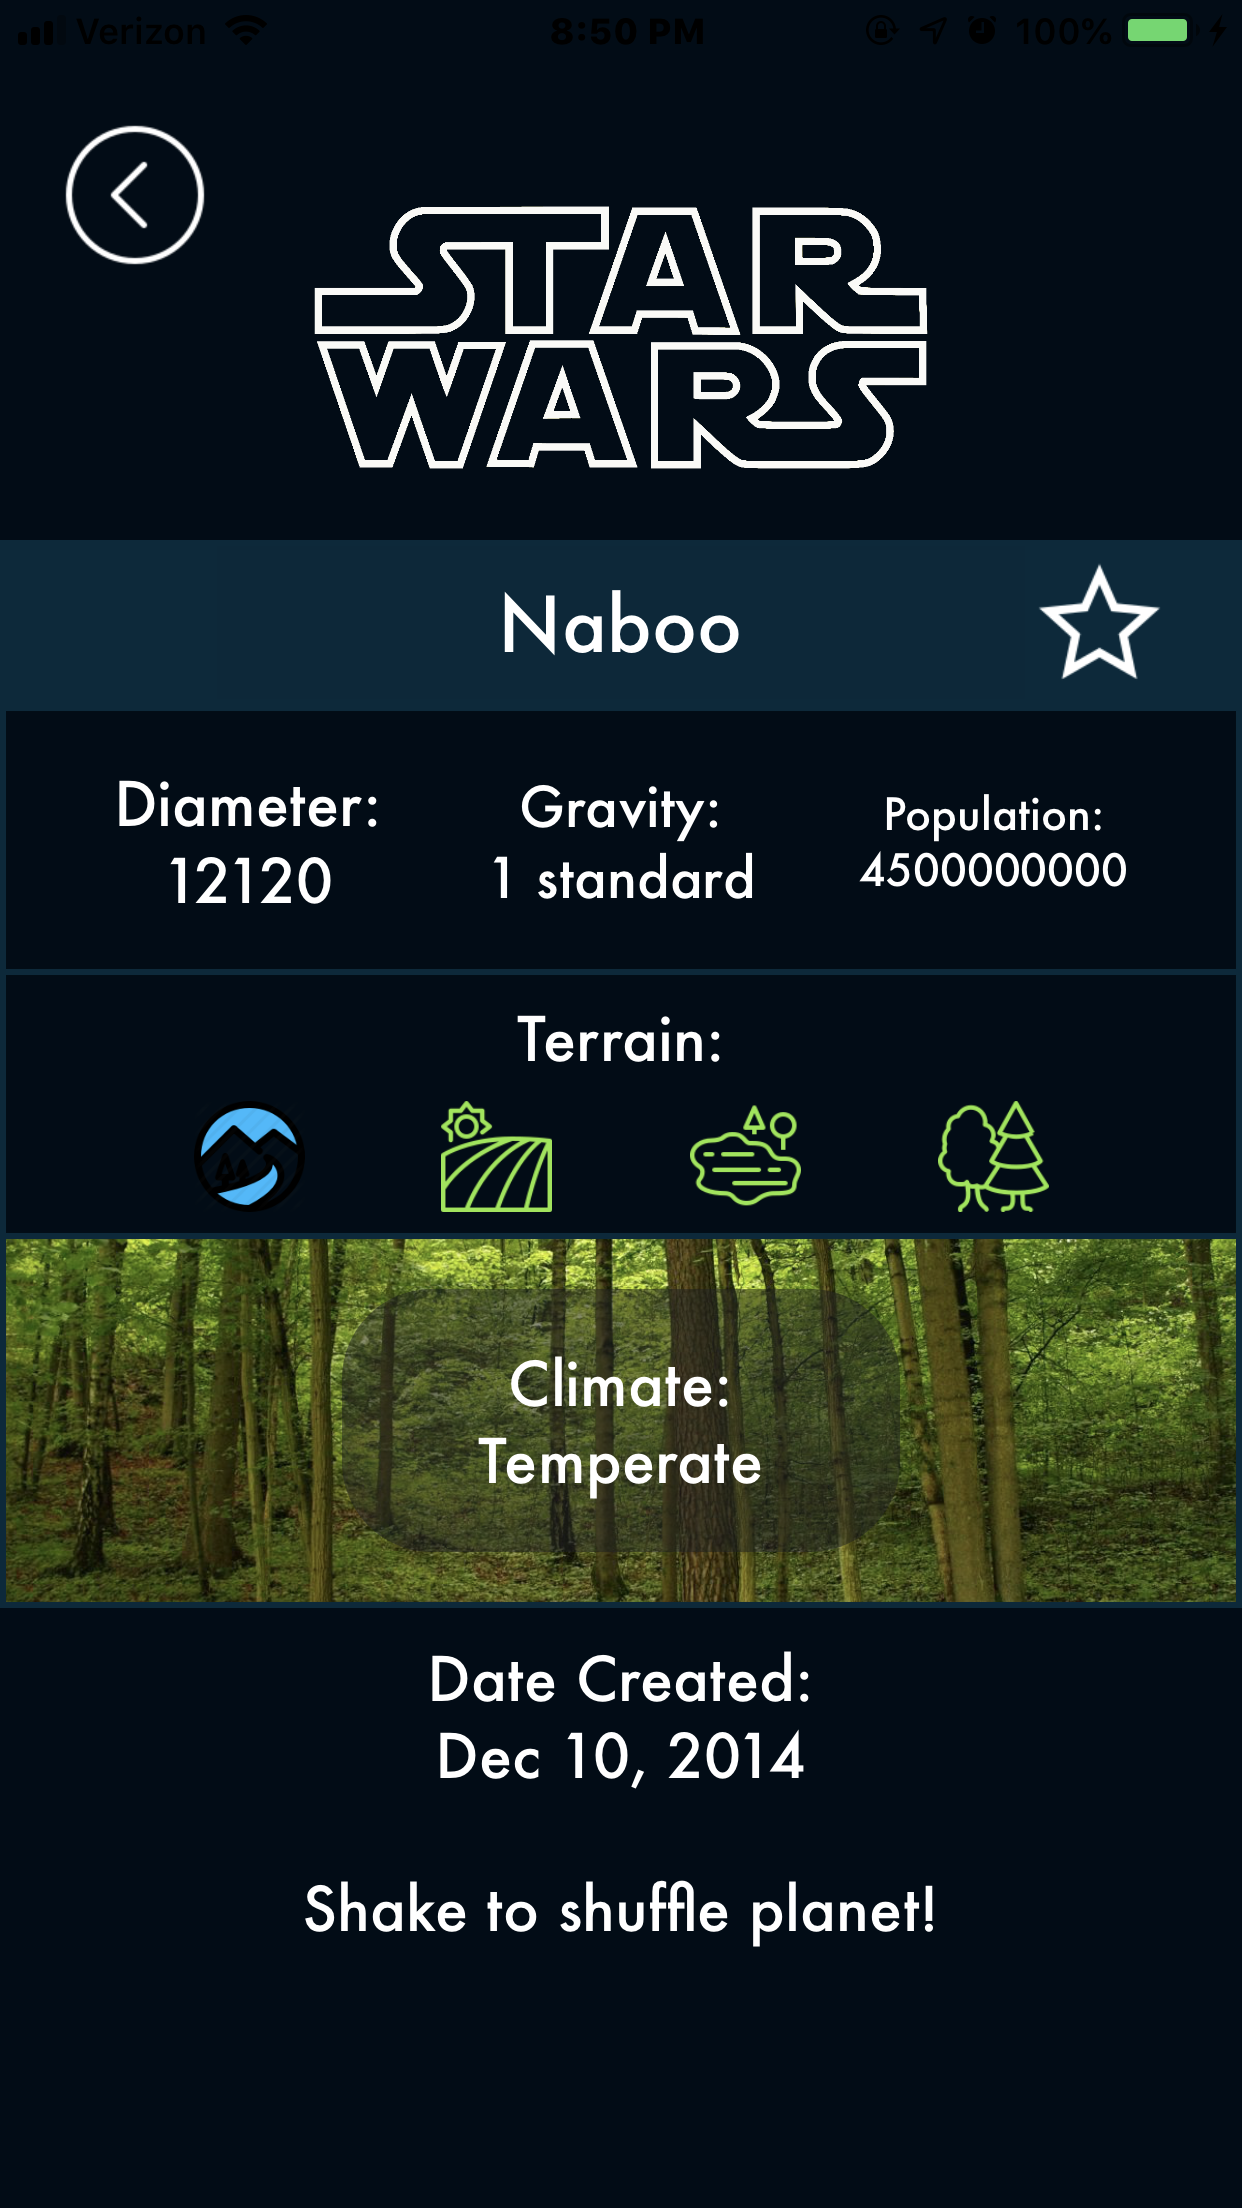 Verizon 8:50 PM 100%
STAR
WARS
Naboo
Diameter:
12120
Gravity:
1 standard
Population:
4500000000
Terrain:
Climate:
Temperate
Date Created:
Dec 10, 2014
Shake to shuffle planet!